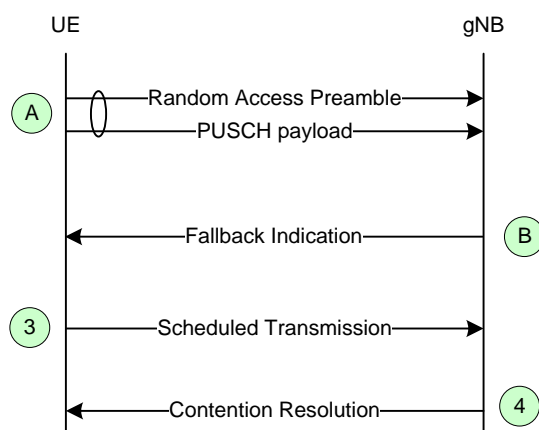 UE
gNB
A
Random Access Preamble
PUSCH payload
Fallback Indication
B
3
Scheduled Transmission
Contention Resolution
4